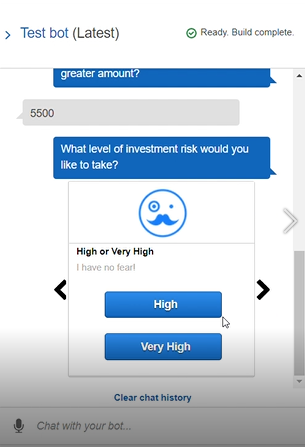 Test bot (Latest)
Ready. Build complete.
greater amount?
5500
What level of investment risk would you
like to take?
High or Very High
I have no fear!
High
Very High
Clear chat history
Chat with your bot...